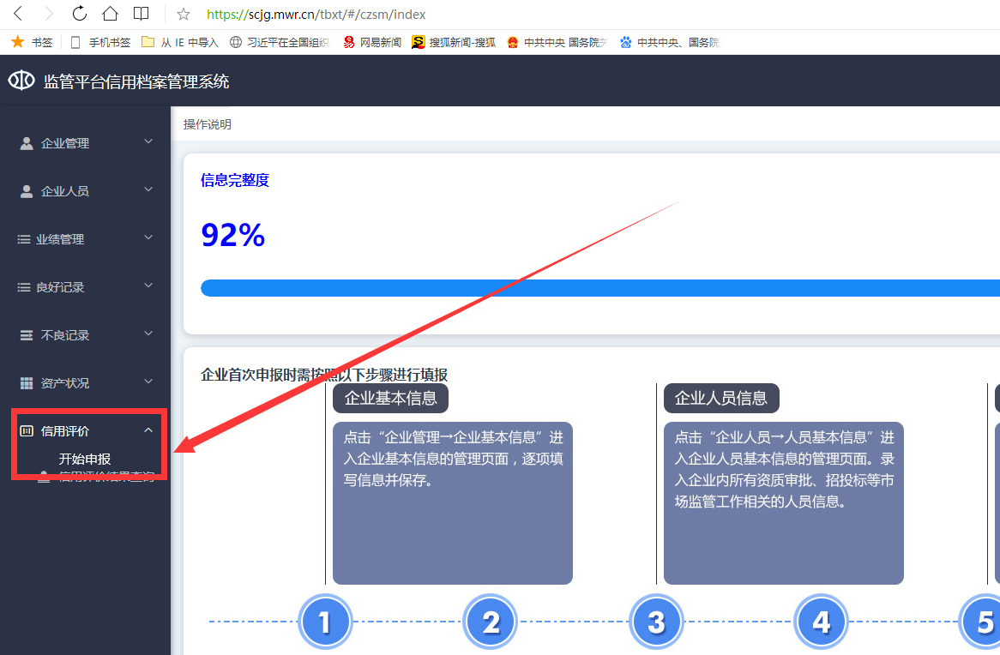 https://scjg.mwr.cn/tbxt/#/czsm/index
书签 手机书签 从 IE 中导入 习近平在全国组织 网易新闻 搜狐新闻-搜狐 中共中央 国务院关 中共中央、国务院
监管平台信用档案管理系统
操作说明
企业管理
企业人员
业绩管理
良好记录
不良记录
资产状况
信用评价
开始申报
信用评价结果查询
信息完整度
92%
企业首次申报时需按照以下步骤进行填报
企业基本信息
点击“企业管理→企业基本信息”进
入企业基本信息的管理页面，逐项填
写信息并保存。
企业人员信息
点击“企业人员→人员基本信息”进
入企业人员基本信息的管理页面。录
入企业内所有资质审批、招投标等市
场监管工作相关的人员信息。
1 2 3 4 5